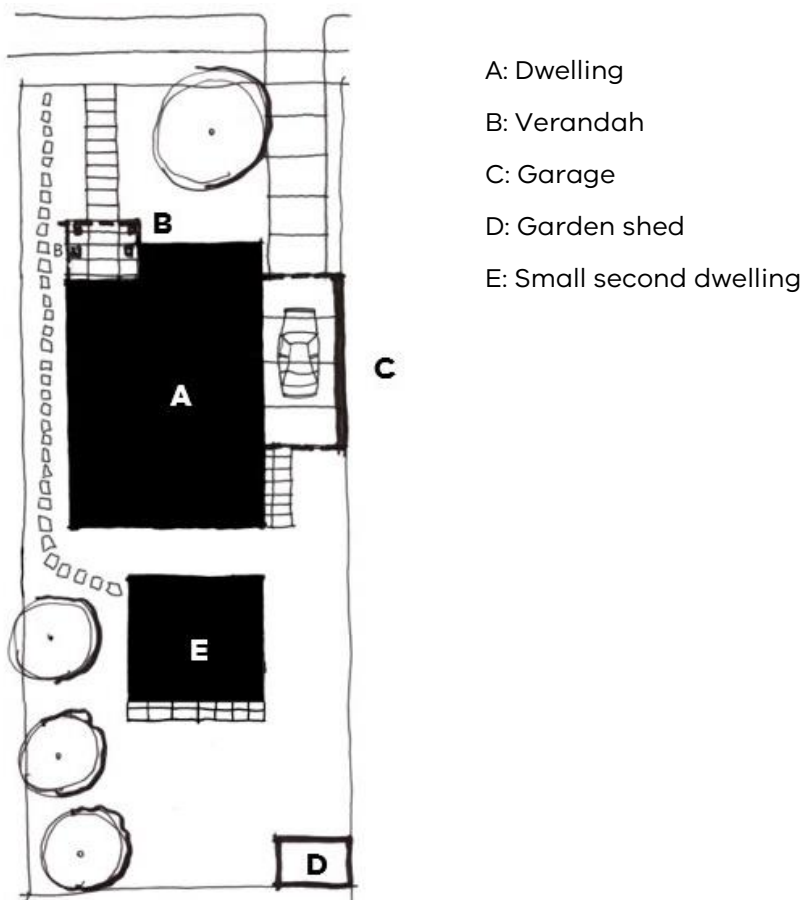 A: Dwelling
B: Verandah
C: Garage
D: Garden shed
E: Small second dwelling
B
B
A
C
E
D